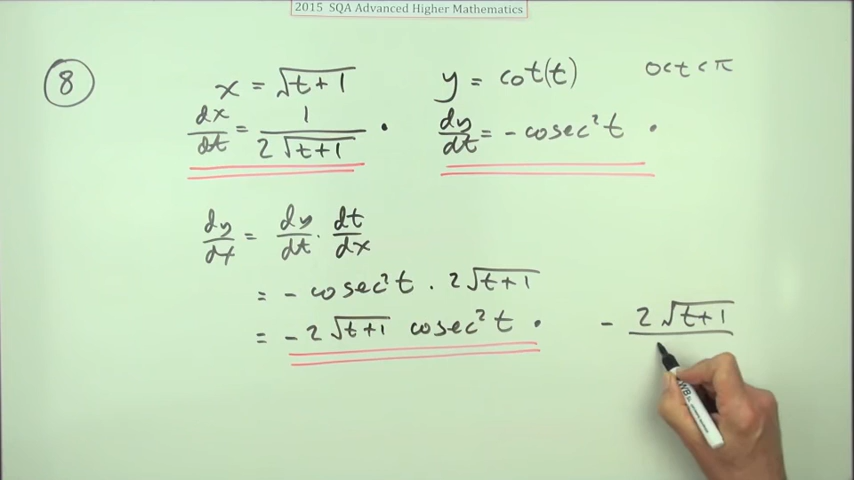 2015 SQA Advanced Higher Mathematics
8
x = √(t+1)
y = cot(t)
0<t<π
dx/dt = 1/(2√(t+1)) •
dy/dt = - cosec²t •
dy/dx = dy/dt · dt/dx
= - cosec²t · 2√(t+1)
= - 2√(t+1) cosec²t •
- 2√(t+1)
WB